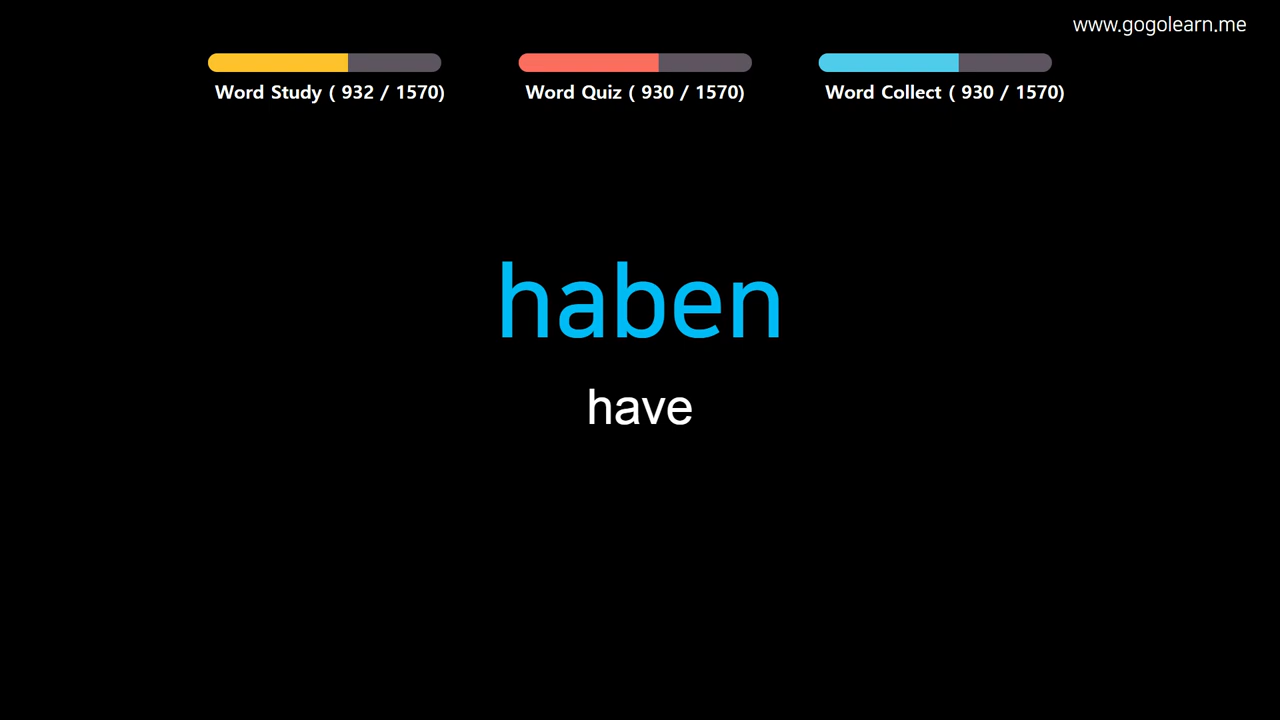 www.gogolearn.me
Word Study ( 932 / 1570)
Word Quiz ( 930 / 1570)
Word Collect ( 930 / 1570)
haben
have